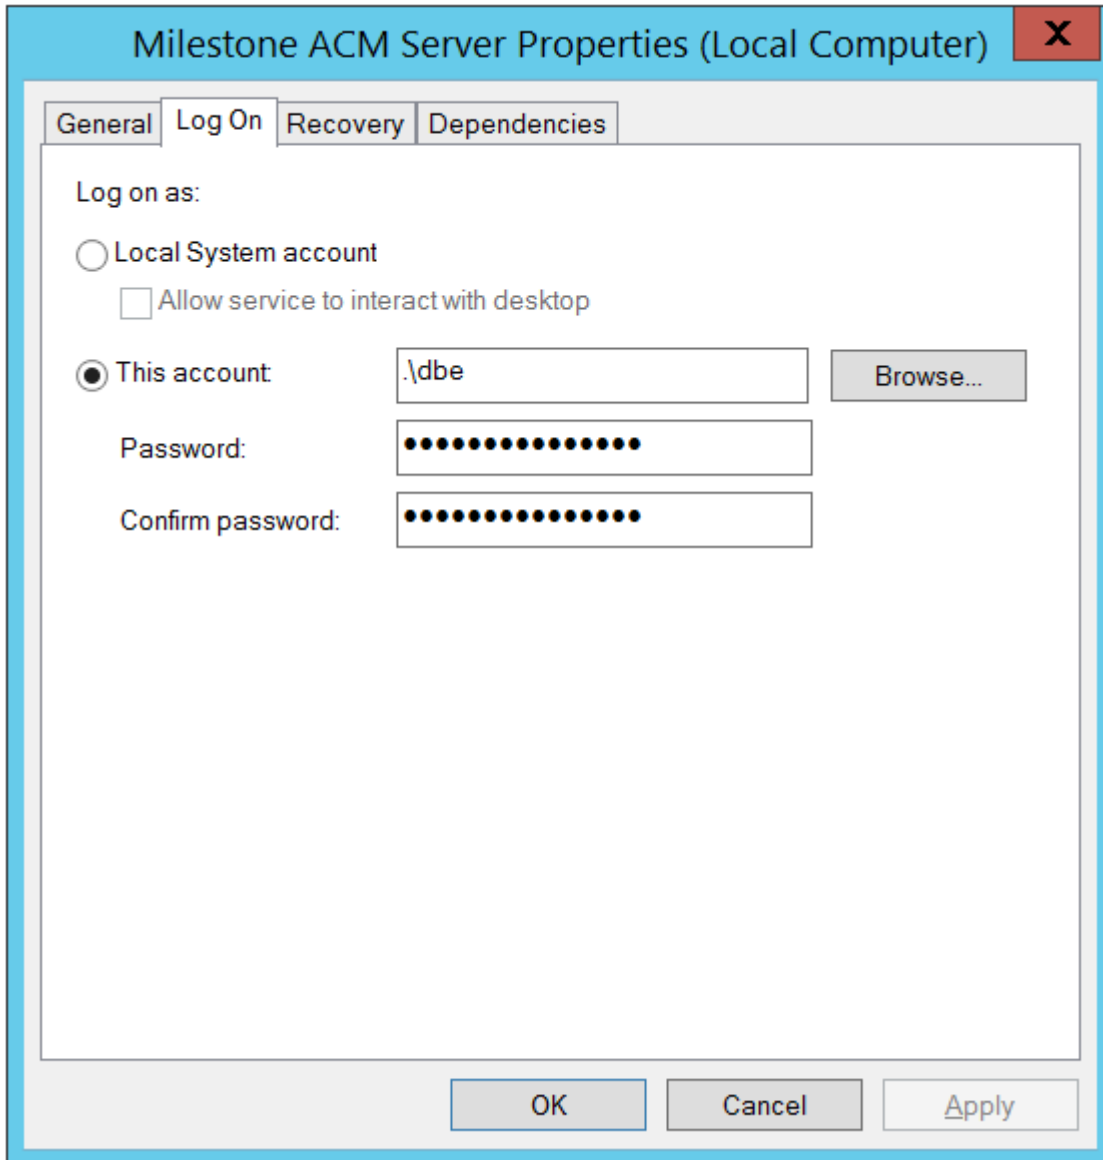 Milestone ACM Server Properties (Local Computer) X
General Log On Recovery Dependencies
Log on as:
Local System account
Allow service to interact with desktop
This account: .\dbe Browse...
Password: •••••••••••••••
Confirm password: •••••••••••••••
OK Cancel Apply